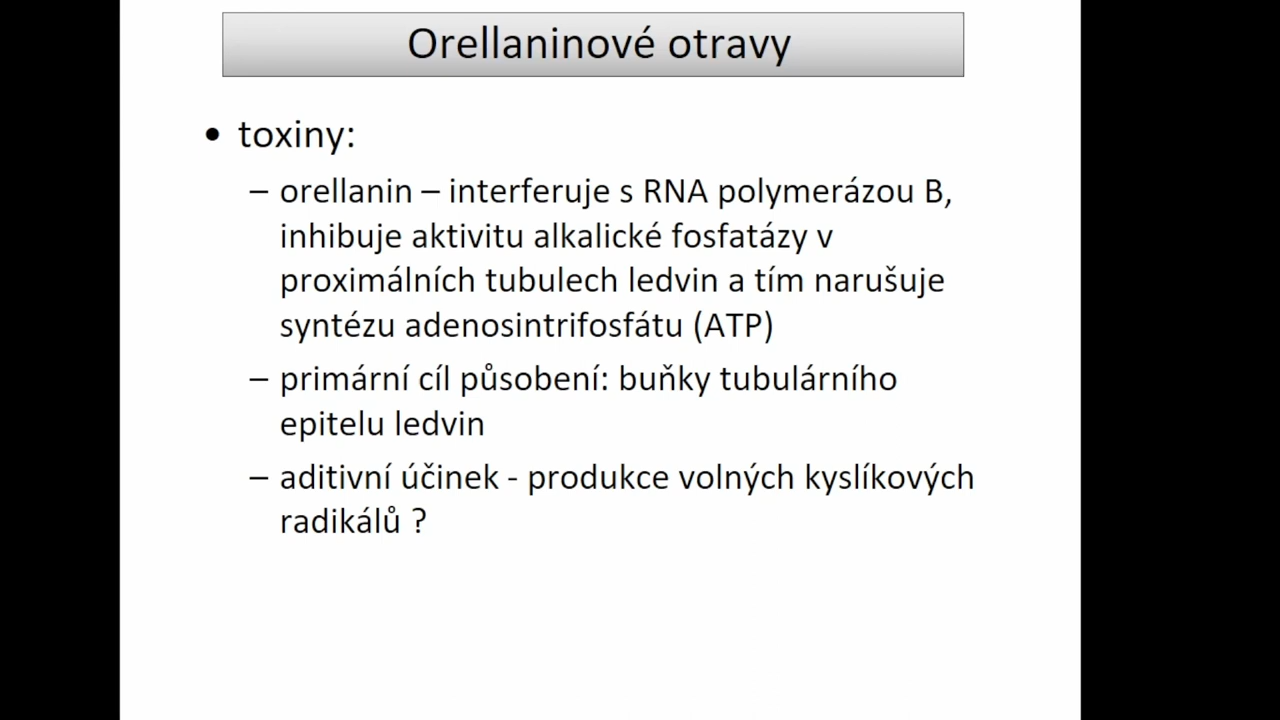 Orellaninové otravy
• toxiny:
– orellanin – interferuje s RNA polymerázou B,
inhibuje aktivitu alkalické fosfatázy v
proximálních tubulech ledvin a tím narušuje
syntézu adenosintrifosfátu (ATP)
– primární cíl působení: buňky tubulárního
epitelu ledvin
– aditivní účinek - produkce volných kyslíkových
radikálů ?